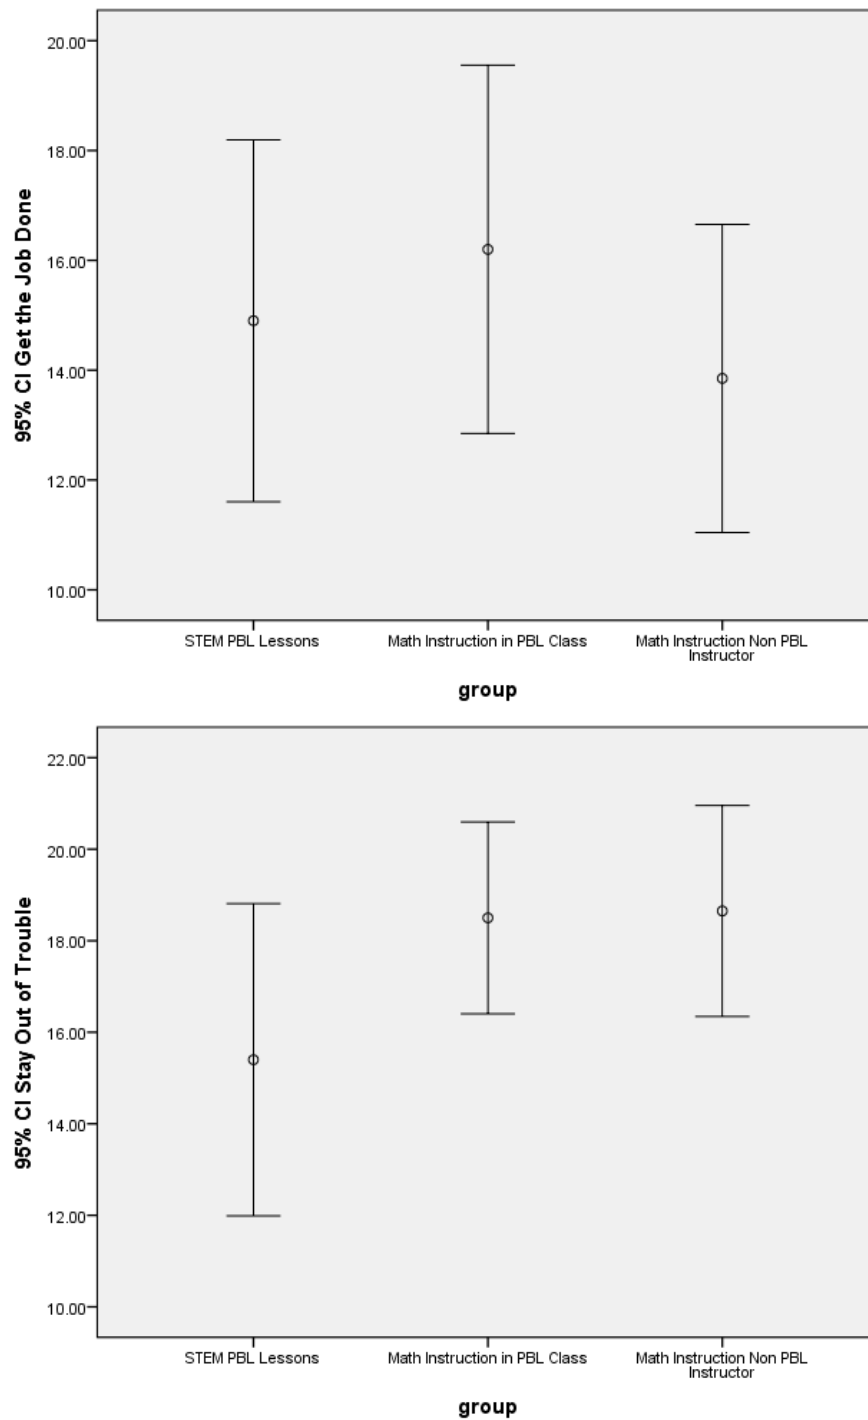 20.00
18.00
16.00
14.00
12.00
10.00
95% CI Get the Job Done
STEM PBL Lessons
Math Instruction in PBL Class
Math Instruction Non PBL
Instructor
group
22.00
20.00
18.00
16.00
14.00
12.00
10.00
95% CI Stay Out of Trouble
STEM PBL Lessons
Math Instruction in PBL Class
Math Instruction Non PBL
Instructor
group